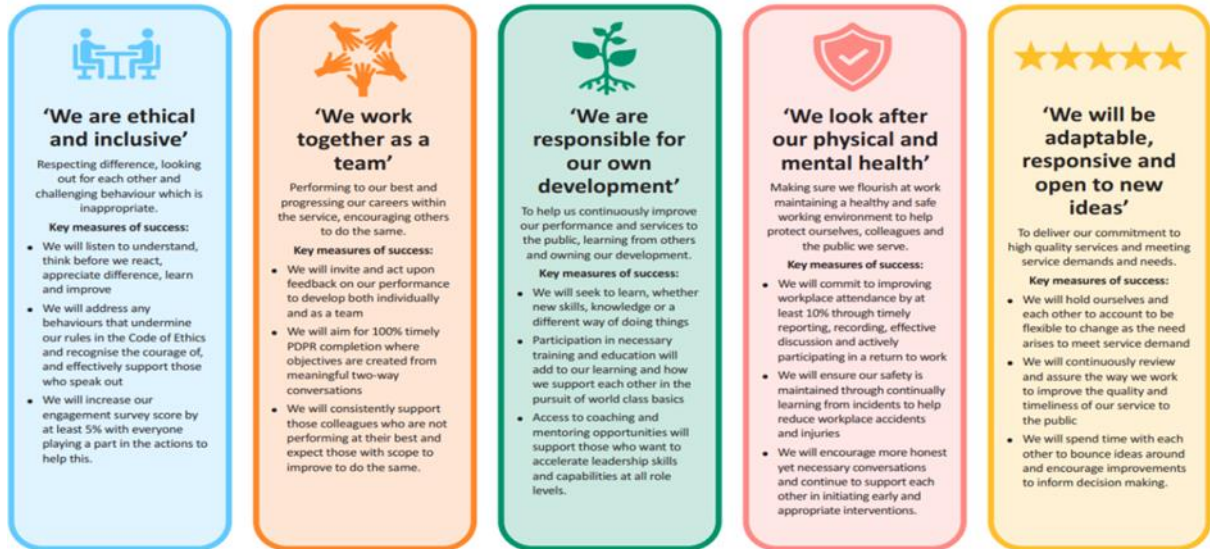 ‘We are ethical
and inclusive’
Respecting difference, looking
out for each other and
challenging behaviour which is
inappropriate.
Key measures of success:
• We will listen to understand,
think before we react,
appreciate difference, learn
and improve
• We will address any
behaviours that undermine
our rules in the Code of Ethics
and recognise the courage of,
and effectively support those
who speak out
• We will increase our
engagement survey score by
at least 5% with everyone
playing a part in the actions to
help this.
‘We work
together as a
team’
Performing to our best and
progressing our careers within
the service, encouraging others
to do the same.
Key measures of success:
• We will invite and act upon
feedback on our performance
to develop both individually
and as a team
• We will aim for 100% timely
PDPR completion where
objectives are created from
meaningful two-way
conversations
• We will consistently support
those colleagues who are not
performing at their best and
expect those with scope to
improve to do the same.
‘We are
responsible for
our own
development’
To help us continuously improve
our performance and services to
the public, learning from others
and owning our development.
Key measures of success:
• We will seek to learn, whether
new skills, knowledge or a
different way of doing things
• Participation in necessary
training and education will
add to our learning and how
we support each other in the
pursuit of world class basics
• Access to coaching and
mentoring opportunities will
support those who want to
accelerate leadership skills
and capabilities at all role
levels.
‘We look after
our physical and
mental health’
Making sure we flourish at work
maintaining a healthy and safe
working environment to help
protect ourselves, colleagues and
the public we serve.
Key measures of success:
• We will commit to improving
workplace attendance by at
least 10% through timely
reporting, recording, effective
discussion and actively
participating in a return to work
• We will ensure our safety is
maintained through continually
learning from incidents to help
reduce workplace accidents
and injuries
• We will encourage more honest
yet necessary conversations
and continue to support each
other in initiating early and
appropriate interventions.
‘We will be
adaptable,
responsive and
open to new
ideas’
To deliver our commitment to
high quality services and meeting
service demands and needs.
Key measures of success:
• We will hold ourselves and
each other to account to be
flexible to change as the need
arises to meet service demand
• We will continuously review
and assure the way we work
to improve the quality and
timeliness of our service to
the public
• We will spend time with each
other to bounce ideas around
and encourage improvements
to inform decision making.